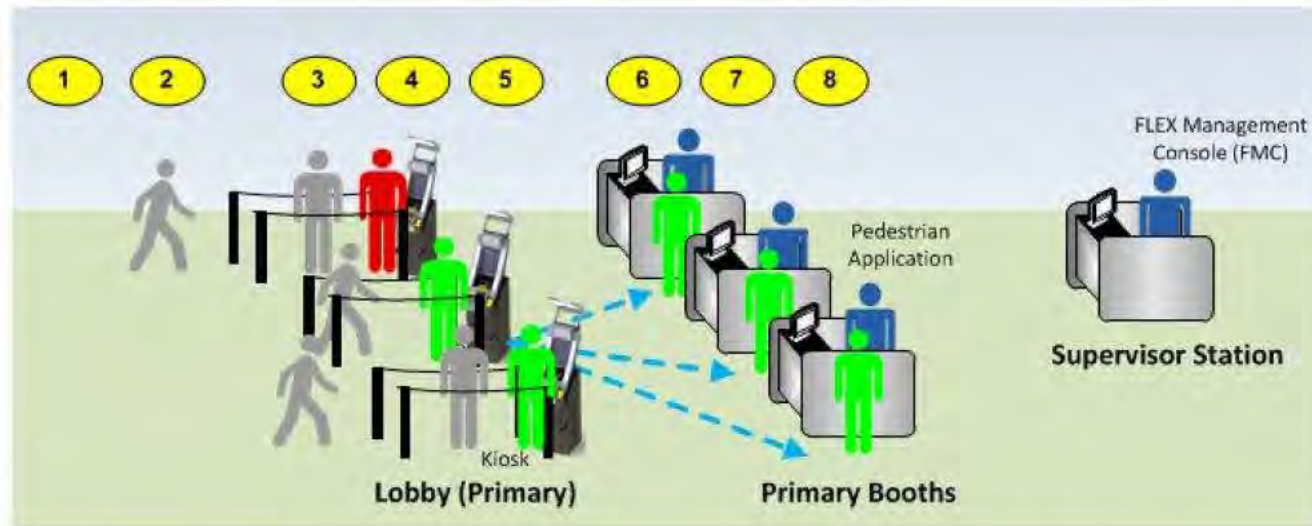 1 2 3 4 5 6 7 8
FLEX Management
Console (FMC)
Pedestrian
Application
Supervisor Station
Kiosk
Lobby (Primary)
Primary Booths